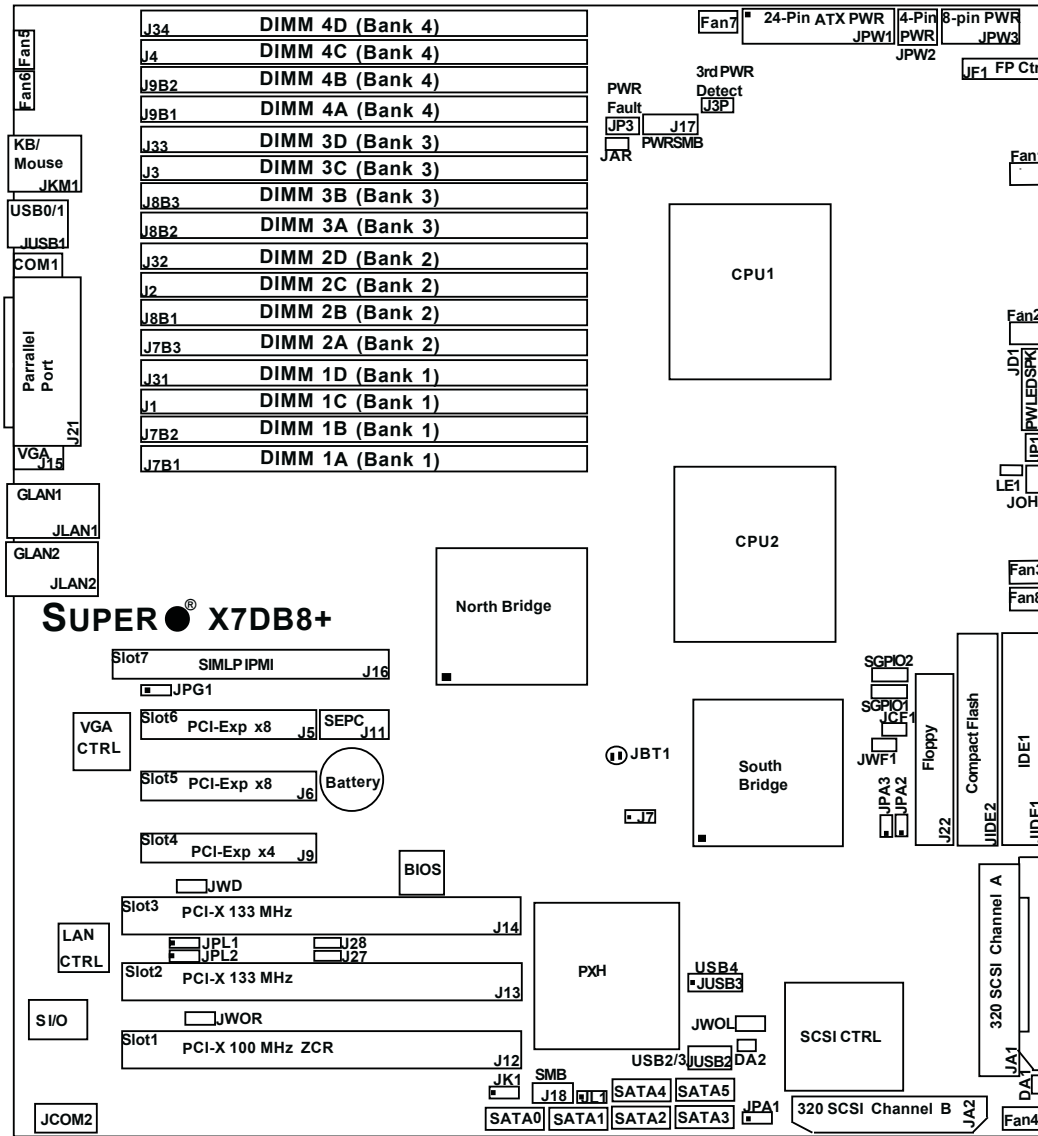 J34 DIMM 4D (Bank 4)
J4 DIMM 4C (Bank 4)
J9B2 DIMM 4B (Bank 4)
J9B1 DIMM 4A (Bank 4)
J33 DIMM 3D (Bank 3)
J3 DIMM 3C (Bank 3)
J8B3 DIMM 3B (Bank 3)
J8B2 DIMM 3A (Bank 3)
J32 DIMM 2D (Bank 2)
J2 DIMM 2C (Bank 2)
J8B1 DIMM 2B (Bank 2)
J7B3 DIMM 2A (Bank 2)
J31 DIMM 1D (Bank 1)
J1 DIMM 1C (Bank 1)
J7B2 DIMM 1B (Bank 1)
J7B1 DIMM 1A (Bank 1)
Fan5
Fan6
KB/
Mouse
JKM1
USB0/1
JUSB1
COM1
Parrallel
Port
J21
VGA
J15
GLAN1
JLAN1
GLAN2
JLAN2
Fan7
24-Pin ATX PWR
JPW1
4-Pin
PWR
JPW2
8-pin PWR
JPW3
JF1 FP Ctr
3rd PWR
Detect
J3P
PWR
Fault
JP3
J17
PWRSMB
JAR
CPU1
Fan2
JD1
PWLEDSPK
LE1
JOH
CPU2
Fan3
Fan8
SUPER ® X7DB8+
North Bridge
Slot7
SIMLP IPMI
J16
JPG1
VGA
CTRL
Slot6
PCI-Exp x8
J5
SEPC
J11
Slot5
PCI-Exp x8
J6
Battery
Slot4
PCI-Exp x4
J9
JWD
BIOS
JBT1
J7
South
Bridge
SGPIO2
SGPIO1
JCF1
JWF1
JPA3
JPA2
Floppy
J22
Compact Flash
JIDE2
IDE1
JIDE1
Slot3
PCI-X 133 MHz
J14
LAN
CTRL
JPL1
JPL2
J28
J27
Slot2
PCI-X 133 MHz
J13
SI/O
JWOR
Slot1
PCI-X 100 MHz ZCR
J12
JCOM2
PXH
USB4
JUSB3
JWOL
DA2
USB2/3
JUSB2
SCSI CTRL
320 SCSI Channel A
JA1
DA1
JK1
SMB
J18
JL1
SATA4
SATA5
SATA0
SATA1
SATA2
SATA3
JPA1
320 SCSI Channel B
JA2
Fan4